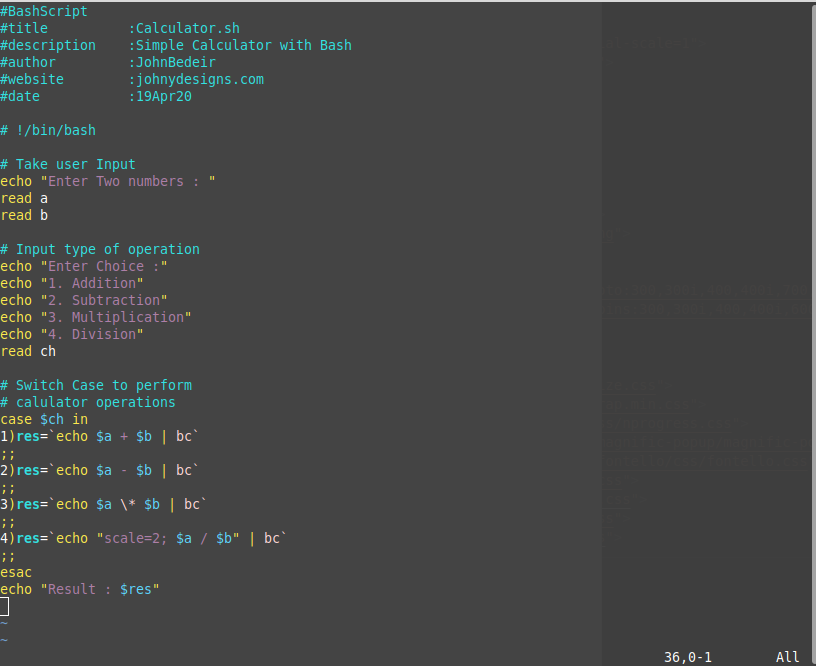 #BashScript
#title          :Calculator.sh
#description    :Simple Calculator with Bash
#author         :JohnBedeir
#website        :johnydesigns.com
#date           :19Apr20
# !/bin/bash
# Take user Input
echo "Enter Two numbers : "
read a
read b
# Input type of operation
echo "Enter Choice :"
echo "1. Addition"
echo "2. Subtraction"
echo "3. Multiplication"
echo "4. Division"
read ch
# Switch Case to perform
# calulator operations
case $ch in
1)res=`echo $a + $b | bc`
;;
2)res=`echo $a - $b | bc`
;;
3)res=`echo $a \* $b | bc`
;;
4)res=`echo "scale=2; $a / $b" | bc`
;;
esac
echo "Result : $res"
~
~
36,0-1        All